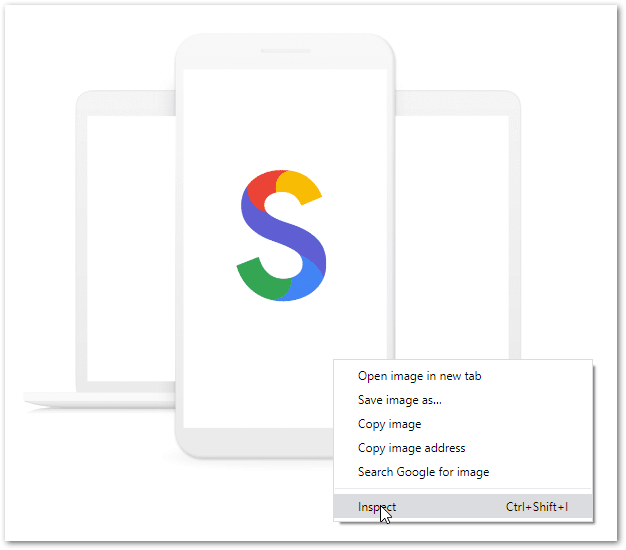 S
Open image in new tab
Save image as...
Copy image
Copy image address
Search Google for image
Inspect Ctrl+Shift+I